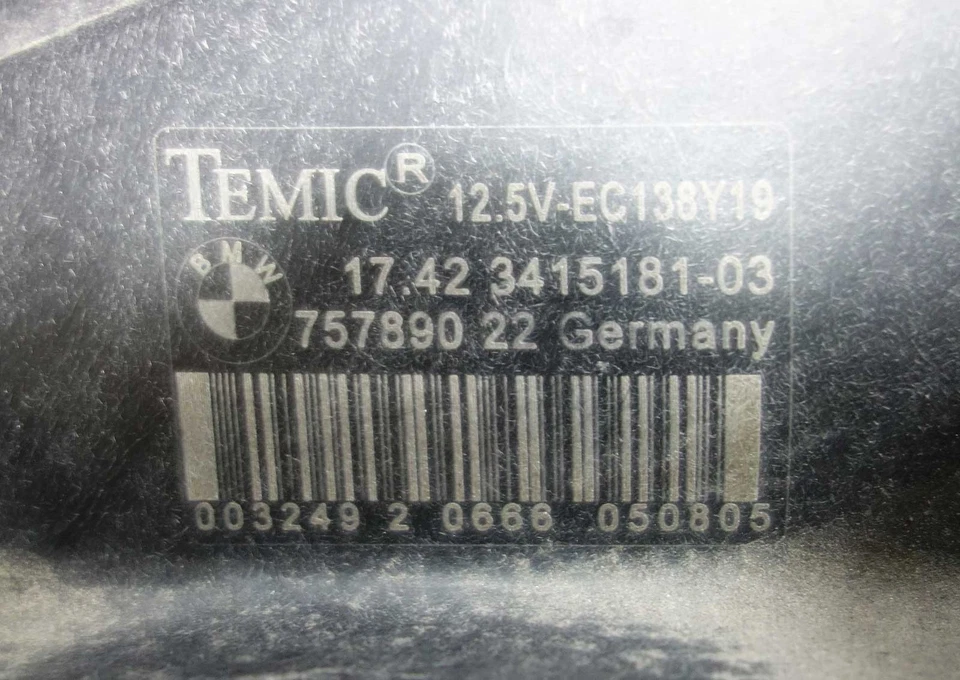 TEMIC® 12.5V-EC138Y19
BMW 17.42 3415181-03
757890 22 Germany
003249 2 0666 050805